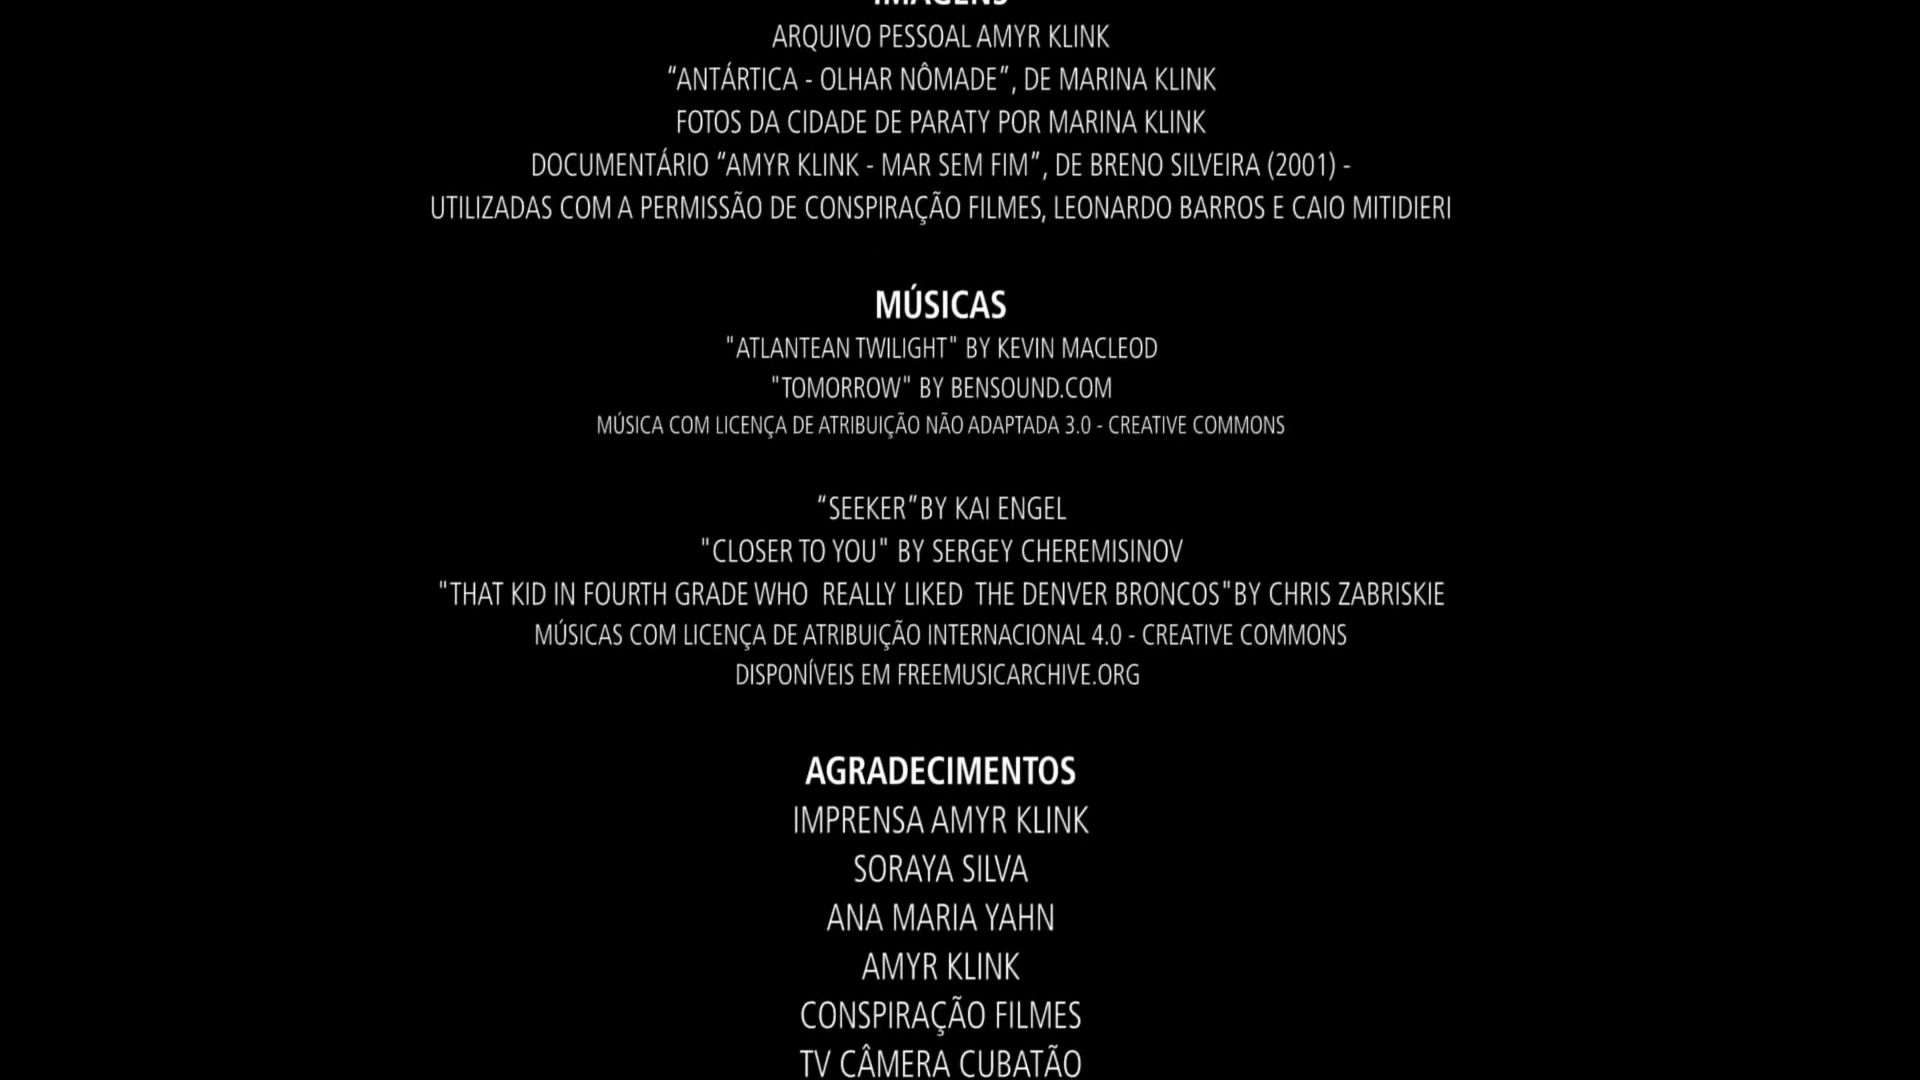 IMAGENS
ARQUIVO PESSOAL AMYR KLINK
“ANTÁRTICA - OLHAR NÔMADE”, DE MARINA KLINK
FOTOS DA CIDADE DE PARATY POR MARINA KLINK
DOCUMENTÁRIO “AMYR KLINK - MAR SEM FIM”, DE BRENO SILVEIRA (2001) -
UTILIZADAS COM A PERMISSÃO DE CONSPIRAÇÃO FILMES, LEONARDO BARROS E CAIO MITIDIERI
MÚSICAS
"ATLANTEAN TWILIGHT" BY KEVIN MACLEOD
"TOMORROW" BY BENSOUND.COM
MÚSICA COM LICENÇA DE ATRIBUIÇÃO NÃO ADAPTADA 3.0 - CREATIVE COMMONS
“SEEKER”BY KAI ENGEL
"CLOSER TO YOU" BY SERGEY CHEREMISINOV
"THAT KID IN FOURTH GRADE WHO REALLY LIKED THE DENVER BRONCOS"BY CHRIS ZABRISKIE
MÚSICAS COM LICENÇA DE ATRIBUIÇÃO INTERNACIONAL 4.0 - CREATIVE COMMONS
DISPONÍVEIS EM FREEMUSICARCHIVE.ORG
AGRADECIMENTOS
IMPRENSA AMYR KLINK
SORAYA SILVA
ANA MARIA YAHN
AMYR KLINK
CONSPIRAÇÃO FILMES
TV CÂMERA CUBATÃO